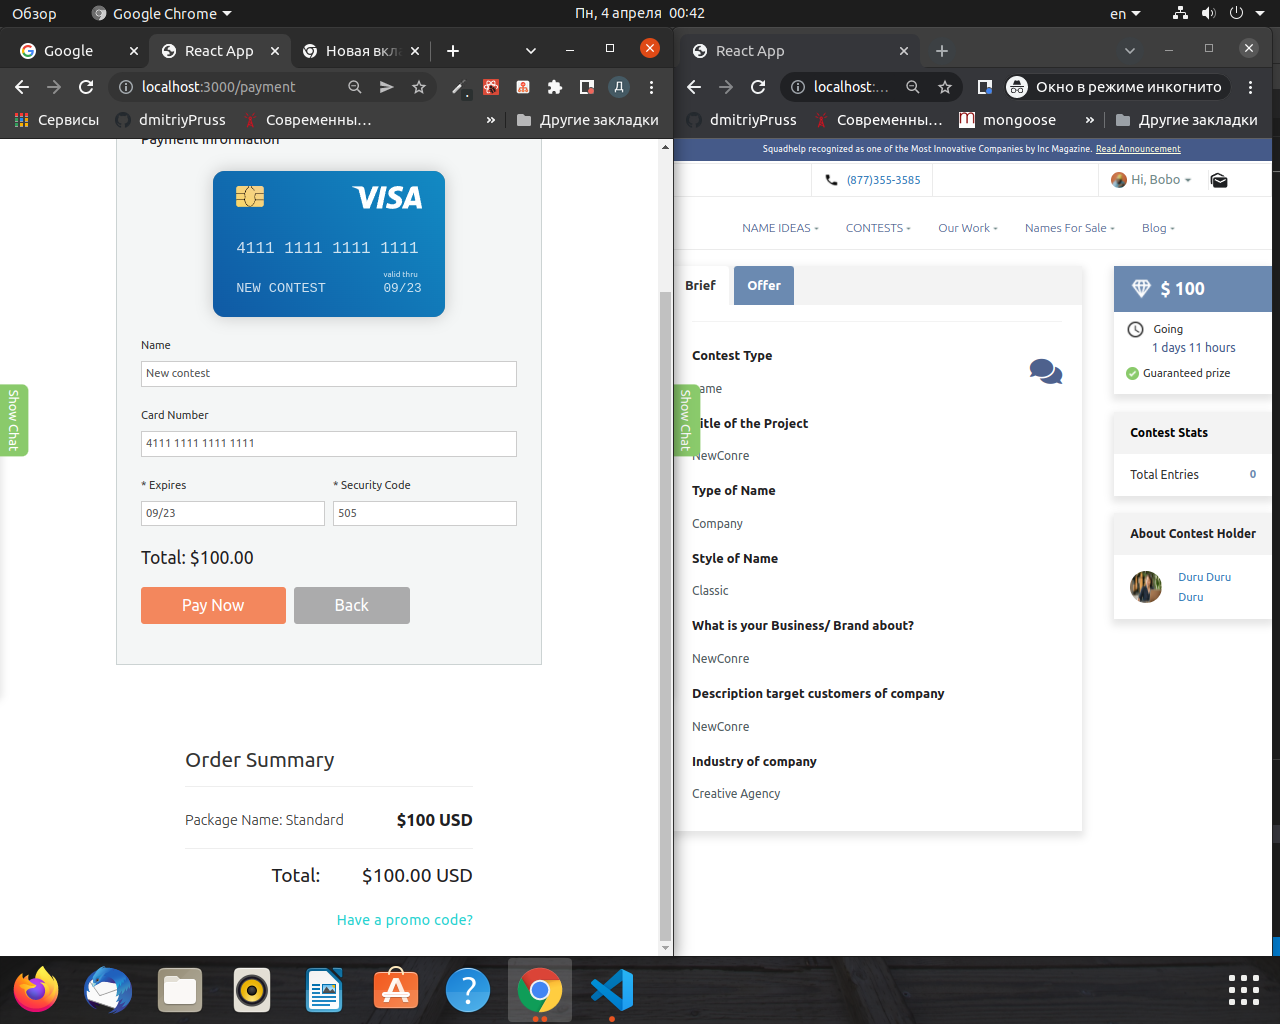 Обзор
Google Chrome
Пн, 4 апреля 00:42
en
Google
React App
Новая вкл
localhost:3000/payment
Д
Сервисы
dmitriyPruss
Современны...
»
Другие закладки
Payment Information
VISA
4111 1111 1111 1111
valid thru
NEW CONTEST
09/23
Name
New contest
Card Number
4111 1111 1111 1111
* Expires
* Security Code
09/23
505
Total: $100.00
Pay Now
Back
Show Chat
Order Summary
Package Name: Standard
$100 USD
Total:
$100.00 USD
Have a promo code?
React App
localhost:...
Окно в режиме инкогнито
dmitriyPruss
Современны...
mongoose
»
Другие закладки
Squadhelp recognized as one of the Most Innovative Companies by Inc Magazine. Read Announcement
(877)355-3585
Hi, Bobo
NAME IDEAS
CONTESTS
Our Work
Names For Sale
Blog
Brief
Offer
Contest Type
ame
itle of the Project
NewConre
Type of Name
Company
Style of Name
Classic
What is your Business/ Brand about?
NewConre
Description target customers of company
NewConre
Industry of company
Creative Agency
Show Chat
$ 100
Going
1 days 11 hours
Guaranteed prize
Contest Stats
Total Entries
0
About Contest Holder
Duru Duru
Duru